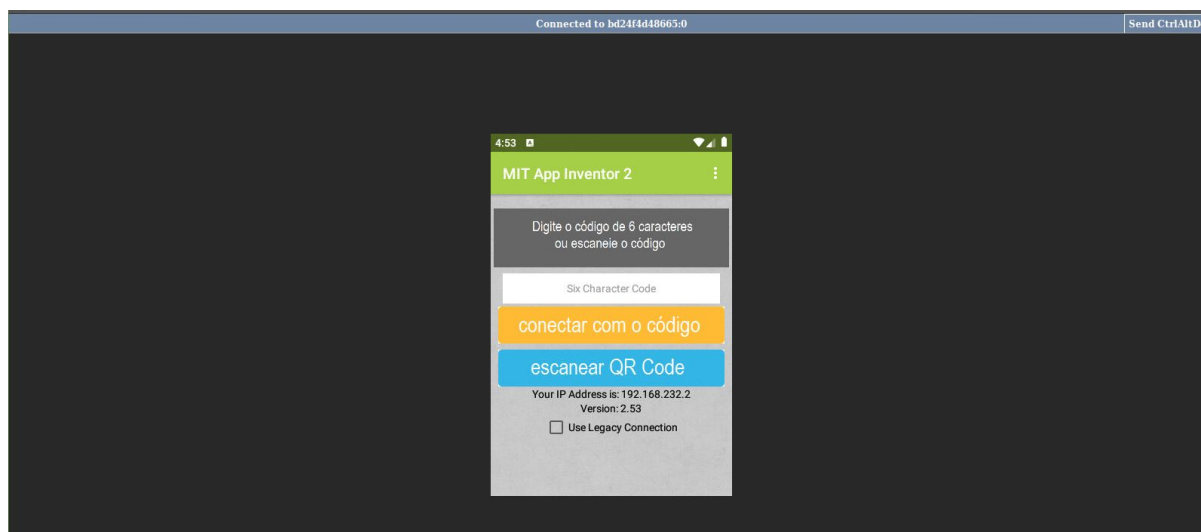 Connected to bd24f4d48665:0
Send CtrlAltD
4:53
MIT App Inventor 2
Digite o código de 6 caracteres
ou escaneie o código
Six Character Code
conectar com o código
escanear QR Code
Your IP Address is: 192.168.232.2
Version: 2.53
Use Legacy Connection